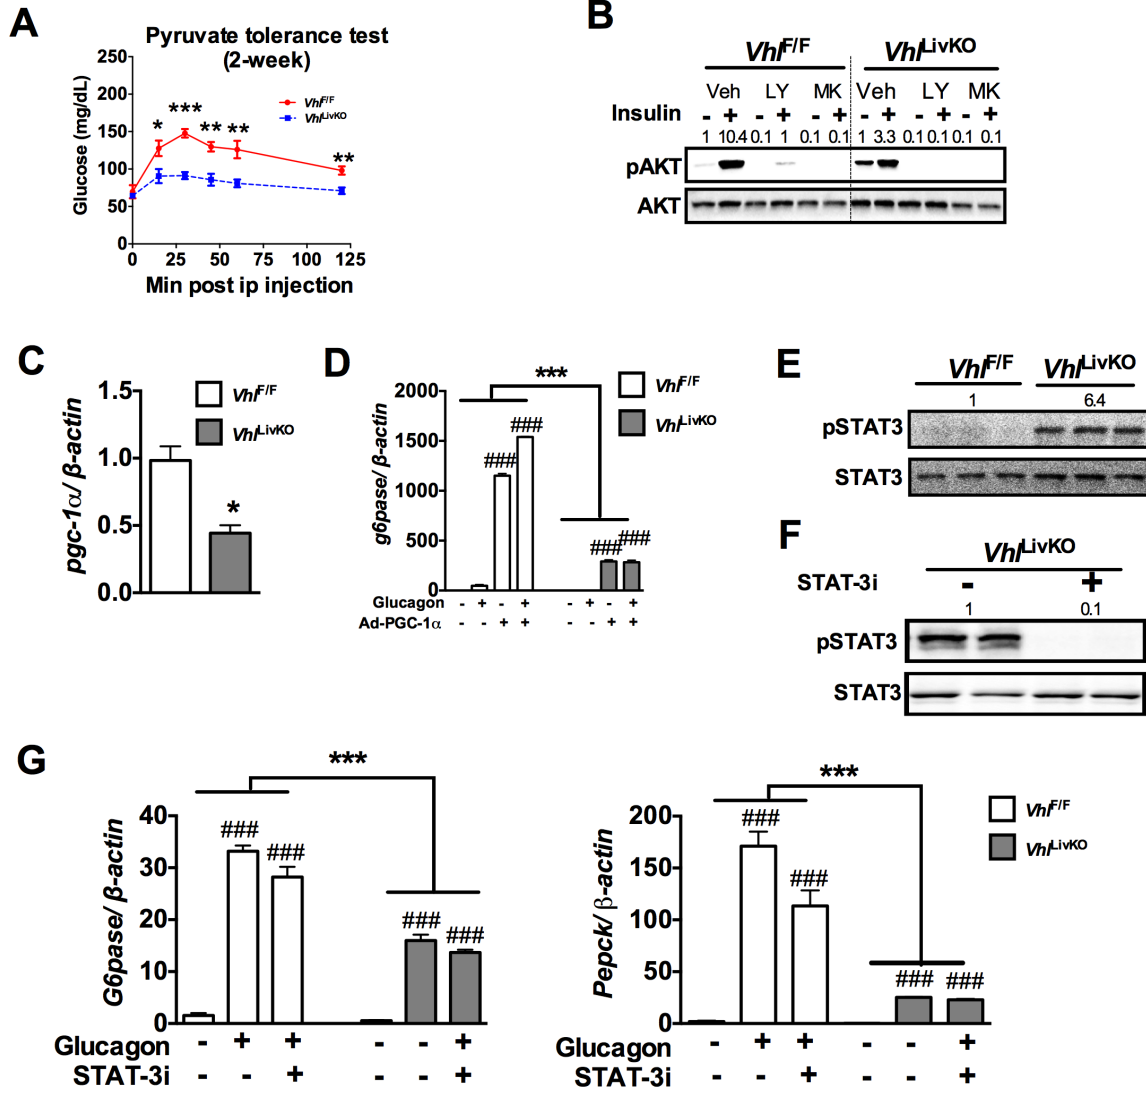 A
Pyruvate tolerance test
(2-week)
Glucose (mg/dL)
250
200
150
100
50
0
0 25 50 75 100 125
Min post ip injection
* *** ** ** **
Vhl^F/F
Vhl^LivKO
B
Vhl^F/F Vhl^LivKO
Veh LY MK Veh LY MK
Insulin - + - + - + - + - + - +
1 10.4 0.1 1 0.1 0.1 1 3.3 0.1 0.1 0.1 0.1
pAKT
AKT
C
pgc-1α/ β-actin
1.5
1.0
0.5
0.0
*
Vhl^F/F
Vhl^LivKO
D
g6pase/ β-actin
2000
1500
1000
500
0
***
### ###
### ###
Vhl^F/F
Vhl^LivKO
Glucagon - + - + - + - +
Ad-PGC-1α - - + + - - + +
E
Vhl^F/F Vhl^LivKO
1 6.4
pSTAT3
STAT3
F
Vhl^LivKO
STAT-3i - +
1 0.1
pSTAT3
STAT3
G
G6pase/ β-actin
40
30
20
10
0
***
### ###
### ###
Glucagon - + + - - +
STAT-3i - - + - - +
Pepck/ β-actin
200
150
100
50
0
***
### ###
### ###
Glucagon - + + - - +
STAT-3i - - + - - +
Vhl^F/F
Vhl^LivKO